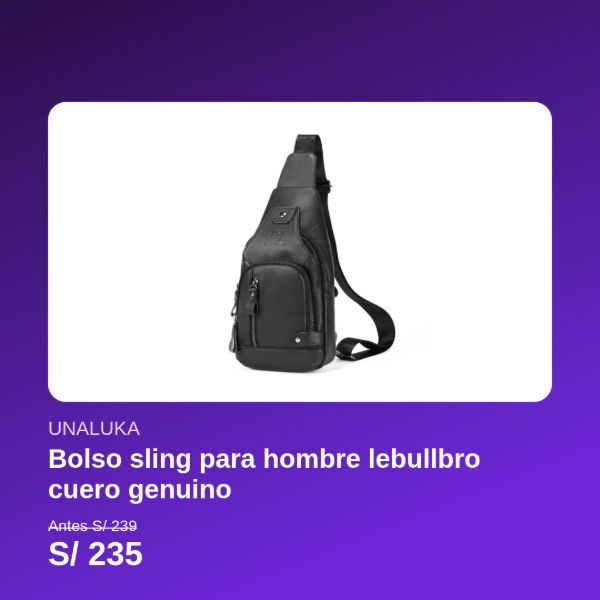 UNALUKA
Bolso sling para hombre lebullbro
cuero genuino
Antes S/ 239
S/ 235